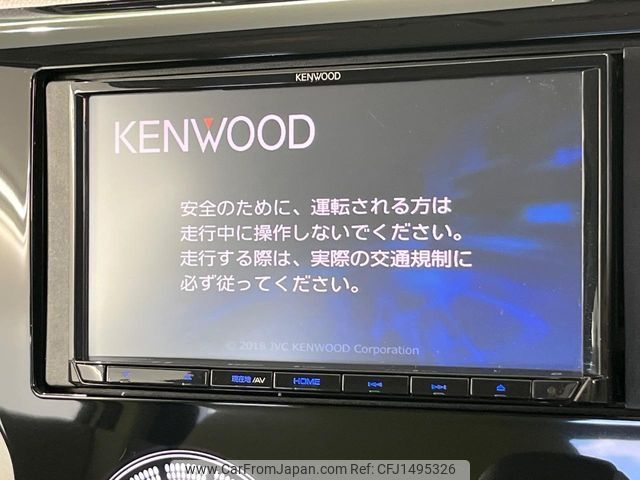 KENWOOD
KENWOOD
安全のために、運転される方は
走行中に操作しないでください。
走行する際は、実際の交通規制に
必ず従ってください。
© 2018 JVC KENWOOD Corporation
現在地 /AV HOME
www.CarFromJapan.com - CFJ1495326